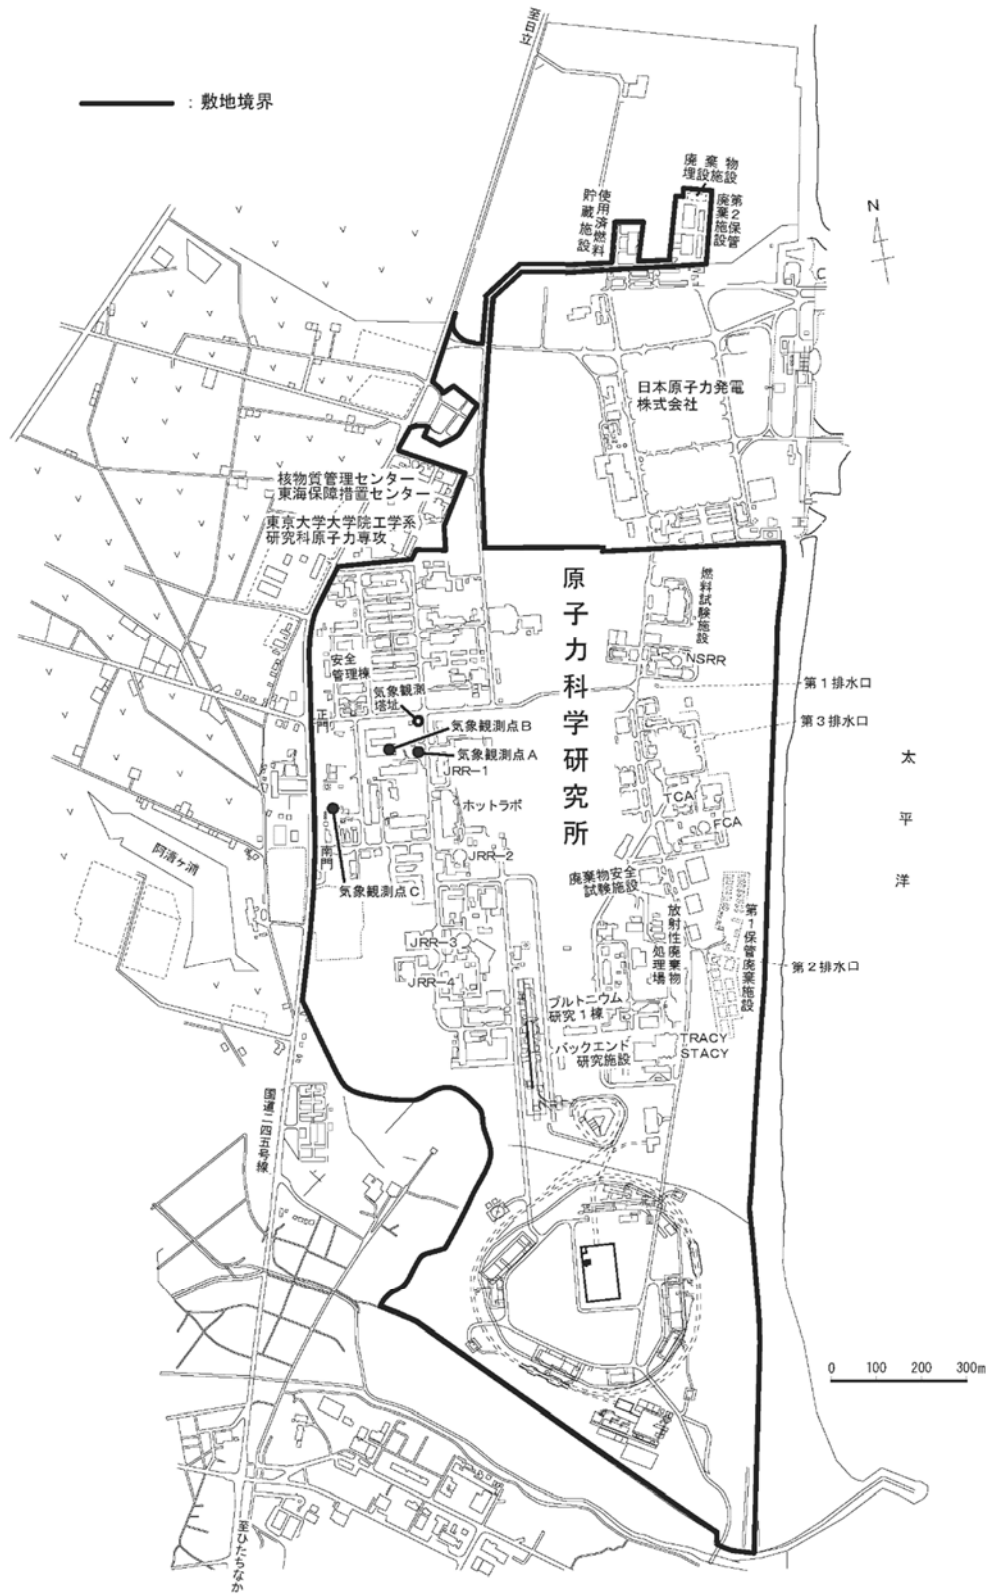 至日立
：敷地境界
廃棄物
埋設施設
使用済燃料
貯蔵施設
第2保管
廃棄施設
N
日本原子力発電
株式会社
核物質管理センター
東海保障措置センター
東京大学大学院工学系
研究科原子力専攻
原子力科学研究所
燃料試験施設
安全
管理棟
NSRR
気象観測
塔址
第1排水口
正門
気象観測点B
第3排水口
気象観測点A
JRR-1
太平洋
TCA
ホットラボ
FCA
阿漕ヶ浦
南門
JRR-2
気象観測点C
廃棄物安全
試験施設
放射性廃棄物
処理場
第1保管廃棄施設
JRR-3
第2排水口
JRR-4
プルトニウム
研究1棟
TRACY
STACY
バックエンド
研究施設
国道二四五号線
0 100 200 300m
至ひたちなか